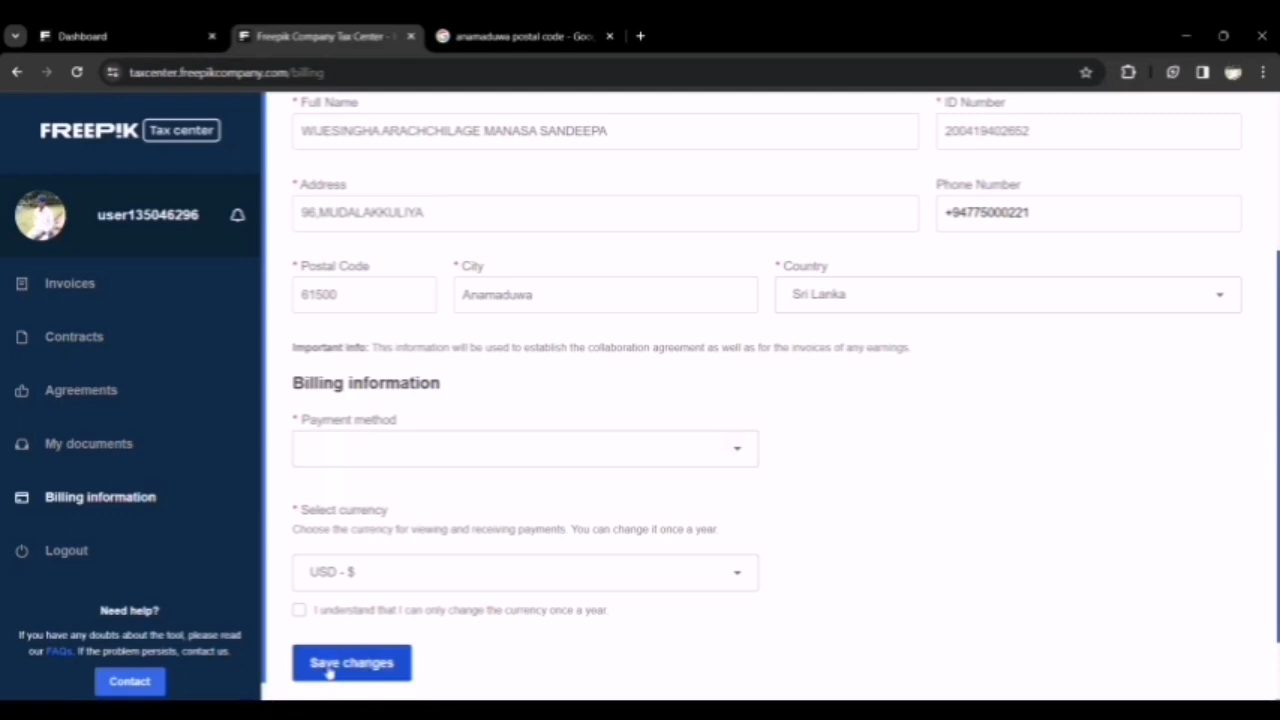 Dashboard
Freepik Company Tax Center -
anamaduwa postal code - Goo
taxcenter.freepikcompany.com/billing
FREEP!K Tax center
user135046296
Invoices
Contracts
Agreements
My documents
Billing information
Logout
Need help?
If you have any doubts about the tool, please read
our FAQs. If the problem persists, contact us.
Contact
* Full Name
WIJESINGHA ARACHCHILAGE MANASA SANDEEPA
* ID Number
200419402652
* Address
96,MUDALAKKULIYA
Phone Number
+94775000221
* Postal Code
61500
* City
Anamaduwa
* Country
Sri Lanka
Important info: This information will be used to establish the collaboration agreement as well as for the invoices of any earnings.
Billing information
* Payment method
* Select currency
Choose the currency for viewing and receiving payments. You can change it once a year.
USD - $
I understand that I can only change the currency once a year.
Save changes